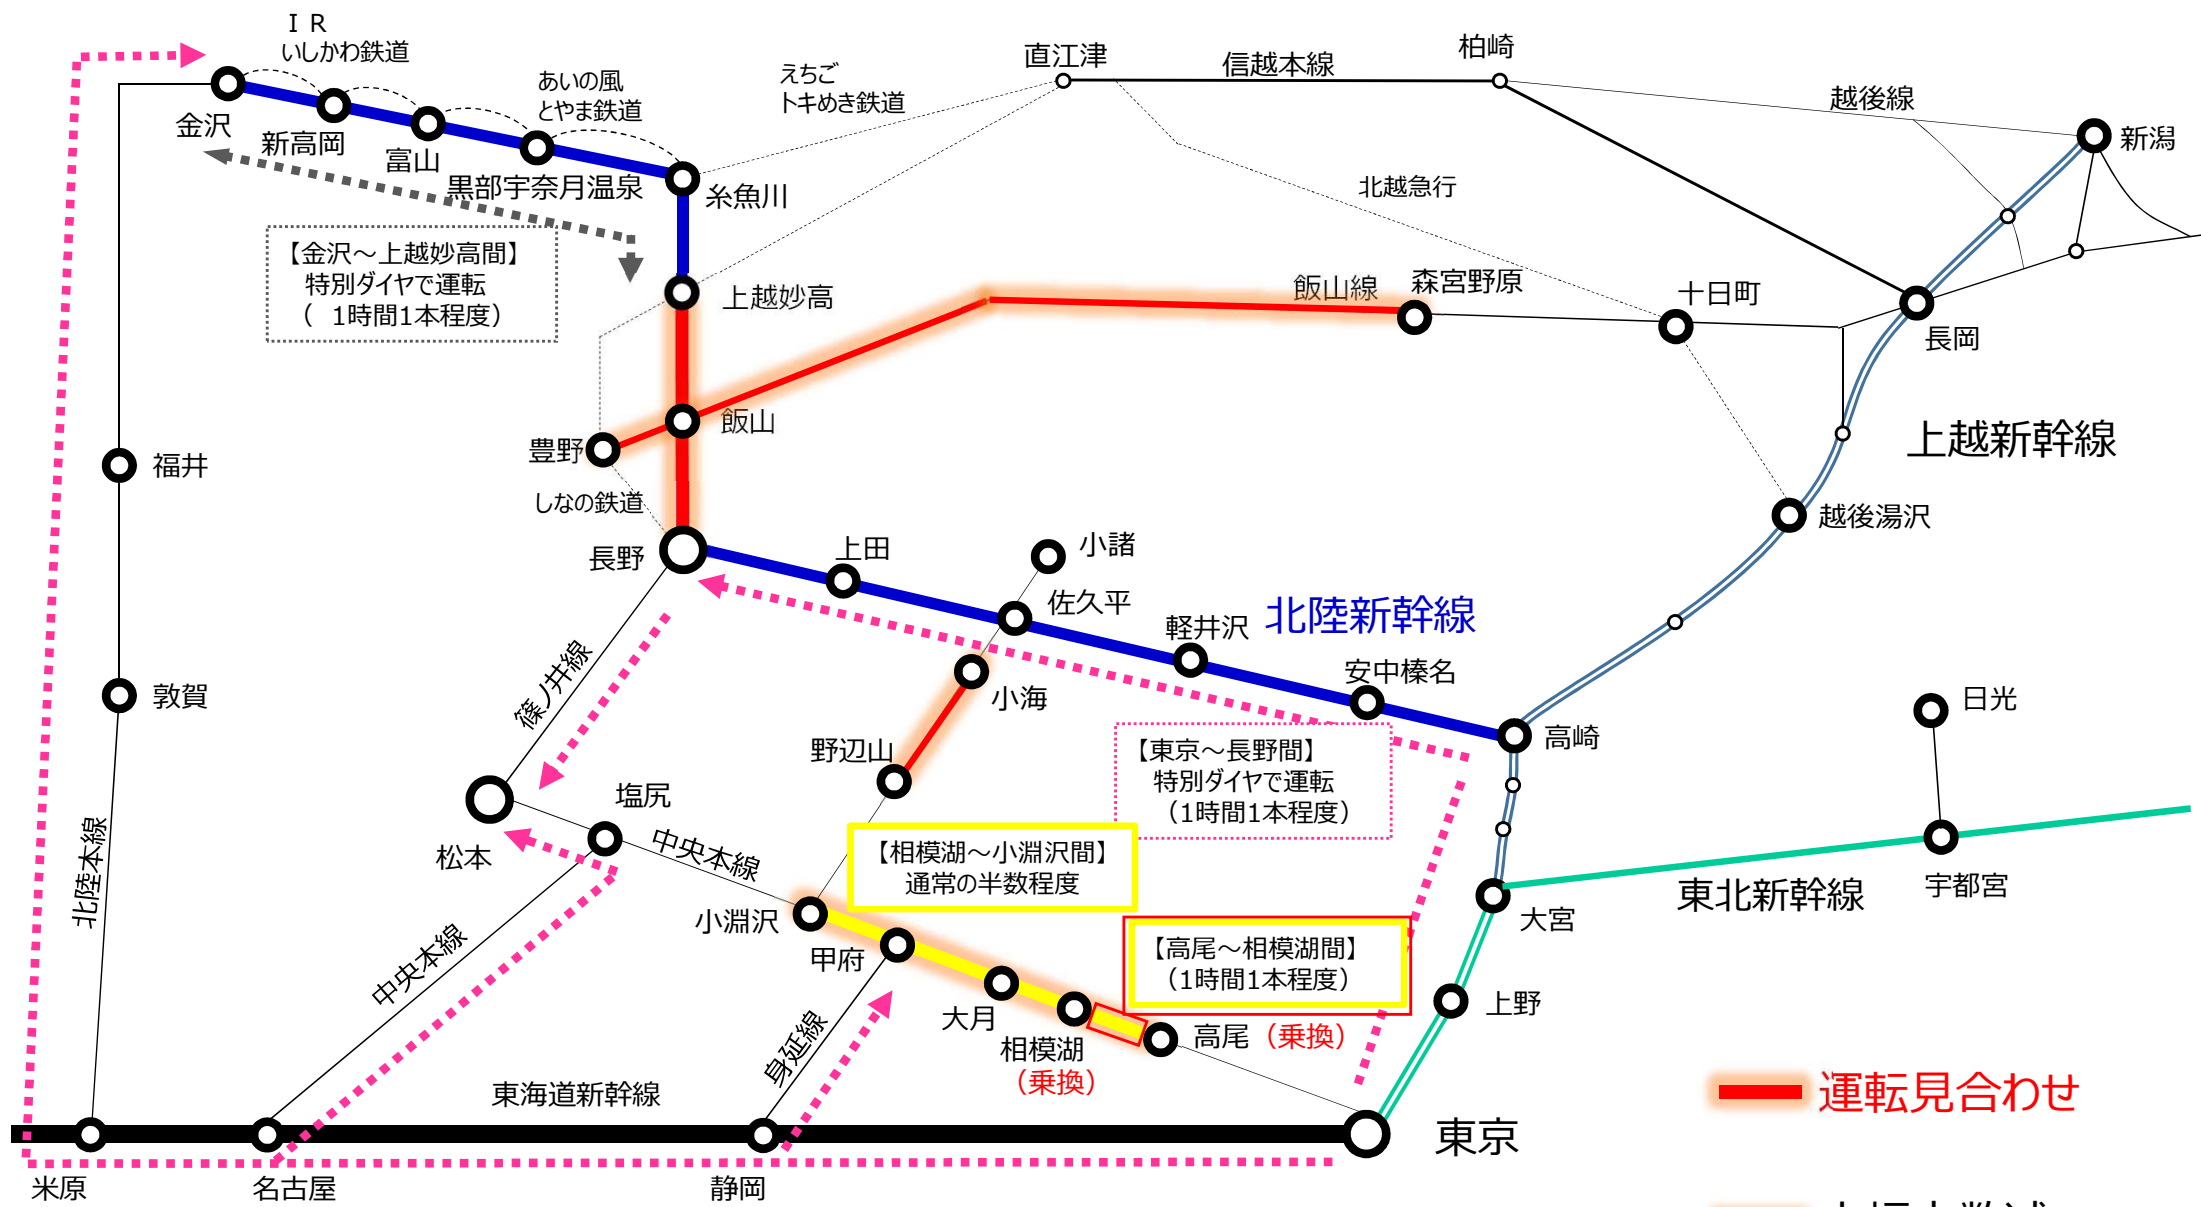 ＩＲ
いしかわ鉄道
あいの風
とやま鉄道
えちご
トキめき鉄道
直江津
信越本線
柏崎
越後線
新潟
金沢
新高岡
富山
黒部宇奈月温泉
糸魚川
北越急行
【金沢～上越妙高間】
特別ダイヤで運転
（ 1時間1本程度）
上越妙高
飯山線
森宮野原
十日町
長岡
飯山
豊野
しなの鉄道
上越新幹線
福井
越後湯沢
長野
上田
小諸
佐久平
軽井沢
北陸新幹線
安中榛名
小海
敦賀
篠ノ井線
野辺山
高崎
日光
【東京～長野間】
特別ダイヤで運転
（1時間1本程度）
塩尻
松本
中央本線
【相模湖～小淵沢間】
通常の半数程度
北陸本線
小淵沢
大宮
東北新幹線
宇都宮
甲府
【高尾～相模湖間】
（1時間1本程度）
中央本線
大月
上野
高尾（乗換）
相模湖
（乗換）
身延線
東海道新幹線
運転見合わせ
東京
米原
名古屋
静岡